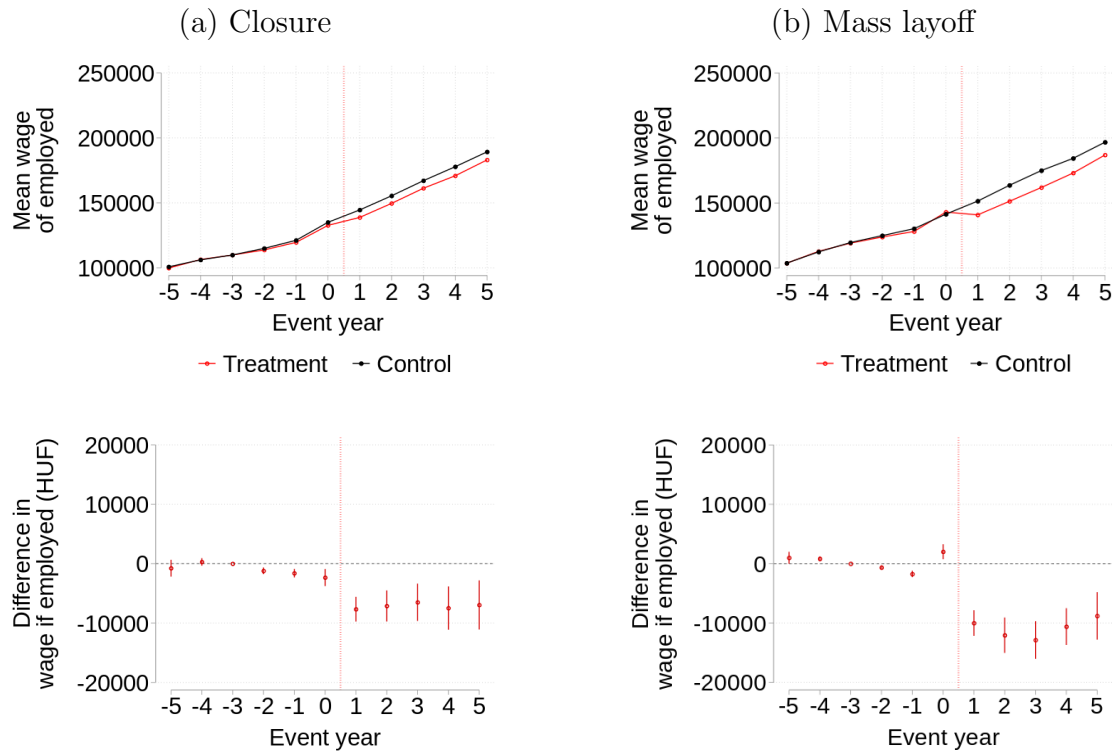 (a) Closure
250000
200000
150000
100000
Mean wage
of employed
-5 -4 -3 -2 -1 0 1 2 3 4 5
Event year
Treatment Control
(b) Mass layoff
250000
200000
150000
100000
Mean wage
of employed
-5 -4 -3 -2 -1 0 1 2 3 4 5
Event year
Treatment Control
20000
10000
0
-10000
-20000
Difference in
wage if employed (HUF)
-5 -4 -3 -2 -1 0 1 2 3 4 5
Event year
20000
10000
0
-10000
-20000
Difference in
wage if employed (HUF)
-5 -4 -3 -2 -1 0 1 2 3 4 5
Event year